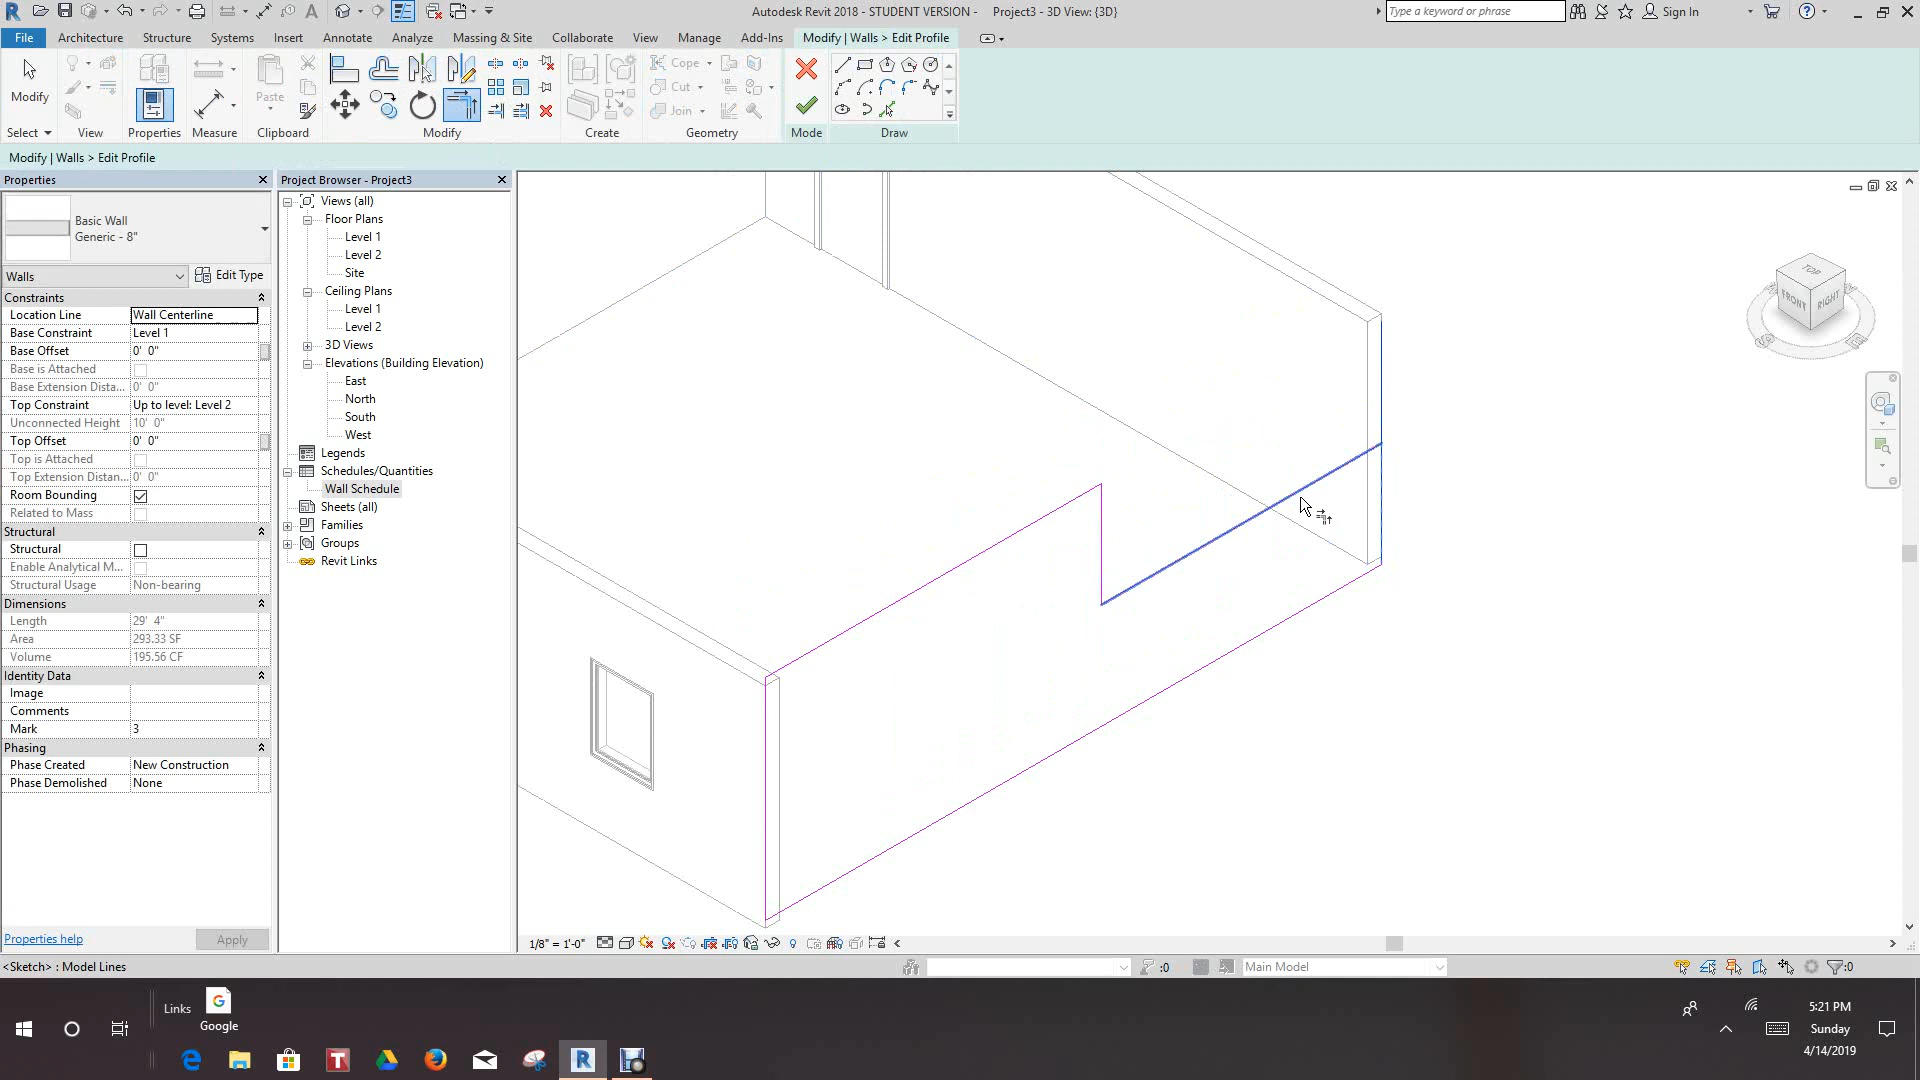 Autodesk Revit 2018 - STUDENT VERSION - Project3 - 3D View: {3D}
Type a keyword or phrase
Sign In
File Architecture Structure Systems Insert Annotate Analyze Massing & Site Collaborate View Manage Add-Ins Modify | Walls > Edit Profile
Modify
Paste
Cope
Cut
Join
Select View Properties Measure Clipboard Modify Create Geometry Mode Draw
Modify | Walls > Edit Profile
Properties
Basic Wall
Generic - 8"
Walls
Edit Type
Constraints
Location Line Wall Centerline
Base Constraint Level 1
Base Offset 0' 0"
Base is Attached
Base Extension Dista... 0' 0"
Top Constraint Up to level: Level 2
Unconnected Height 10' 0"
Top Offset 0' 0"
Top is Attached
Top Extension Distan... 0' 0"
Room Bounding
Related to Mass
Structural
Structural
Enable Analytical M...
Structural Usage Non-bearing
Dimensions
Length 29' 4"
Area 293.33 SF
Volume 195.56 CF
Identity Data
Image
Comments
Mark 3
Phasing
Phase Created New Construction
Phase Demolished None
Properties help
Apply
Project Browser - Project3
Views (all)
Floor Plans
Level 1
Level 2
Site
Ceiling Plans
Level 1
Level 2
3D Views
Elevations (Building Elevation)
East
North
South
West
Legends
Schedules/Quantities
Wall Schedule
Sheets (all)
Families
Groups
Revit Links
TOP
FRONT
RIGHT
1/8" = 1'-0"
<Sketch> : Model Lines
:0
Main Model
:0
Links
Google
5:21 PM
Sunday
4/14/2019